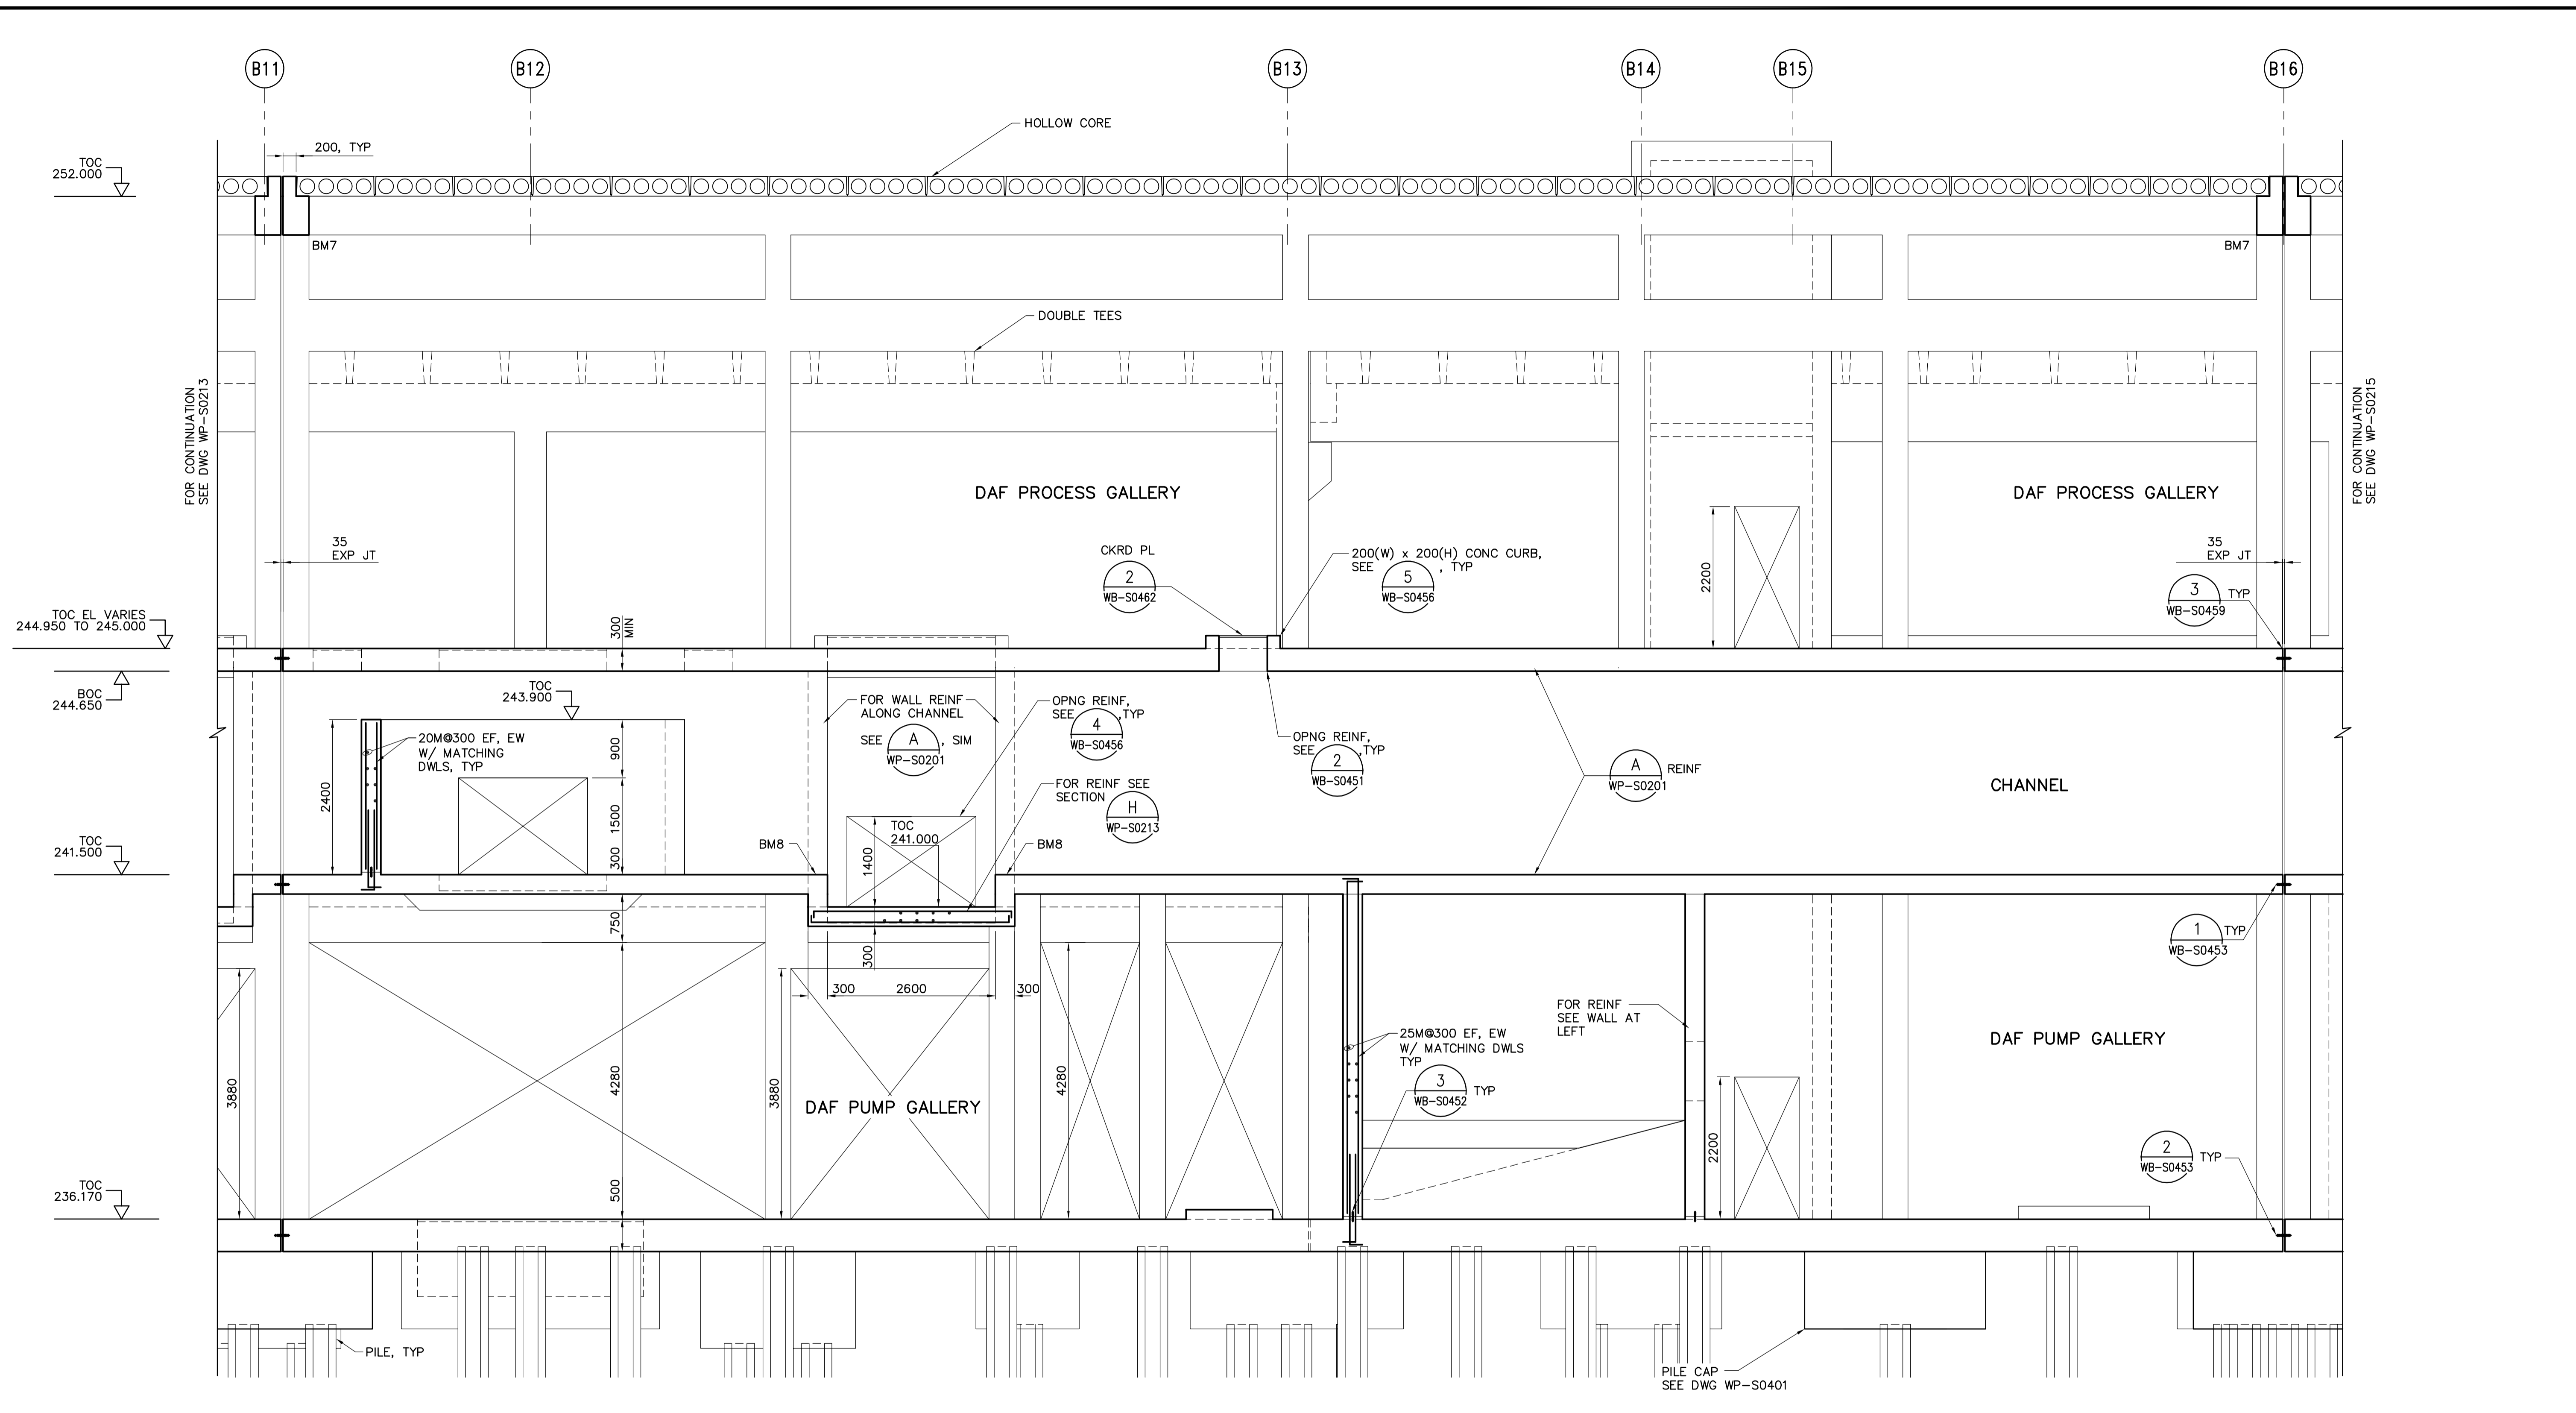 B11
B12
B13
B14
B15
B16
HOLLOW CORE
200, TYP
TOC
252.000
BM7
BM7
DOUBLE TEES
FOR CONTINUATION
SEE DWG WP-S0213
FOR CONTINUATION
SEE DWG WP-S0215
DAF PROCESS GALLERY
DAF PROCESS GALLERY
35
EXP JT
CKRD PL
2
WB-S0462
200(W) x 200(H) CONC CURB,
SEE 5 , TYP
WB-S0456
2200
35
EXP JT
3 TYP
WB-S0459
TOC EL VARIES
244.950 TO 245.000
300
MIN
BOC
244.650
TOC
243.900
FOR WALL REINF
ALONG CHANNEL
SEE A , SIM
WP-S0201
OPNG REINF,
SEE 4 ,TYP
WB-S0456
OPNG REINF,
SEE 2 ,TYP
WB-S0451
20M@300 EF, EW
W/ MATCHING
DWLS, TYP
900
2400
1500
300
A REINF
WP-S0201
CHANNEL
FOR REINF SEE
SECTION H
WP-S0213
TOC
241.000
1400
BM8
BM8
TOC
241.500
750
300
300
2600
300
1 TYP
WB-S0453
FOR REINF
SEE WALL AT
LEFT
25M@300 EF, EW
W/ MATCHING DWLS
TYP
3 TYP
WB-S0452
DAF PUMP GALLERY
3880
4280
3880
4280
DAF PUMP GALLERY
2200
2 TYP
WB-S0453
TOC
236.170
500
PILE, TYP
PILE CAP
SEE DWG WP-S0401